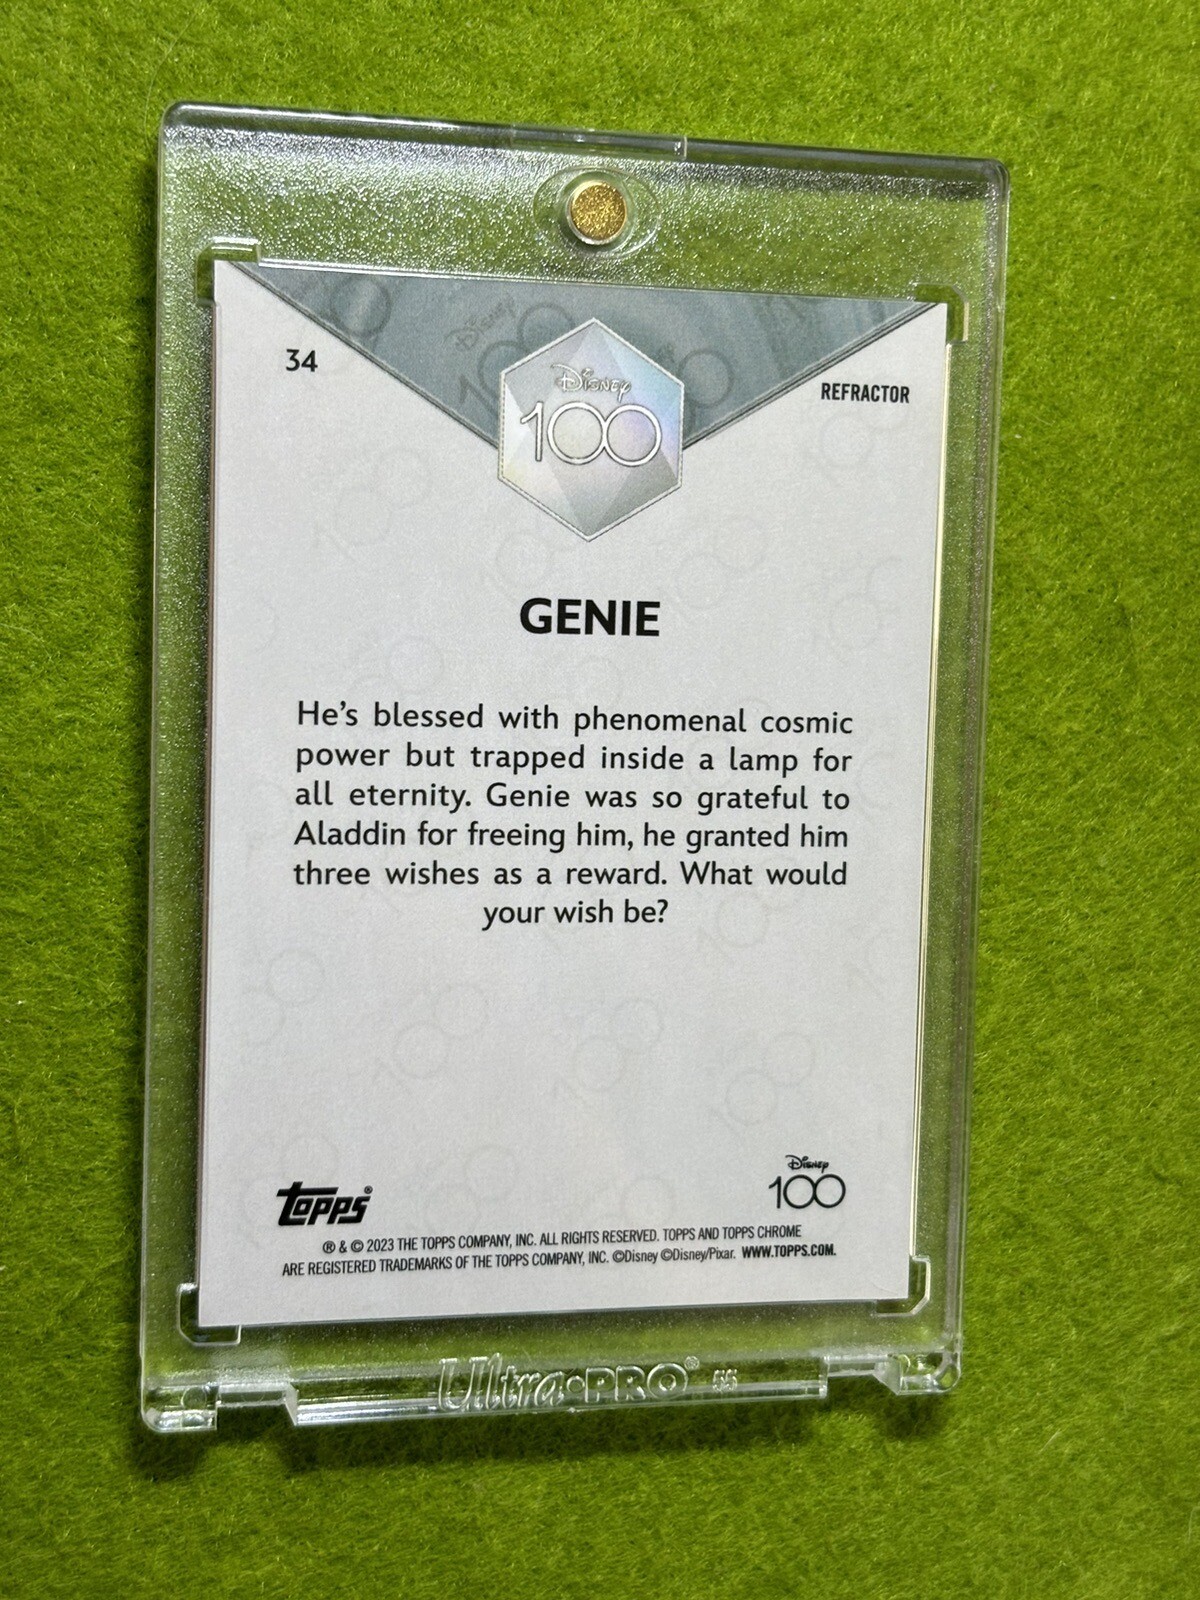 34
REFRACTOR
Disney
100
GENIE
He's blessed with phenomenal cosmic
power but trapped inside a lamp for
all eternity. Genie was so grateful to
Aladdin for freeing him, he granted him
three wishes as a reward. What would
your wish be?
Topps®
Disney
100
® & © 2023 THE TOPPS COMPANY, INC. ALL RIGHTS RESERVED. TOPPS AND TOPPS CHROME
ARE REGISTERED TRADEMARKS OF THE TOPPS COMPANY, INC. ©Disney ©Disney/Pixar. WWW.TOPPS.COM.
Ultra•PRO®